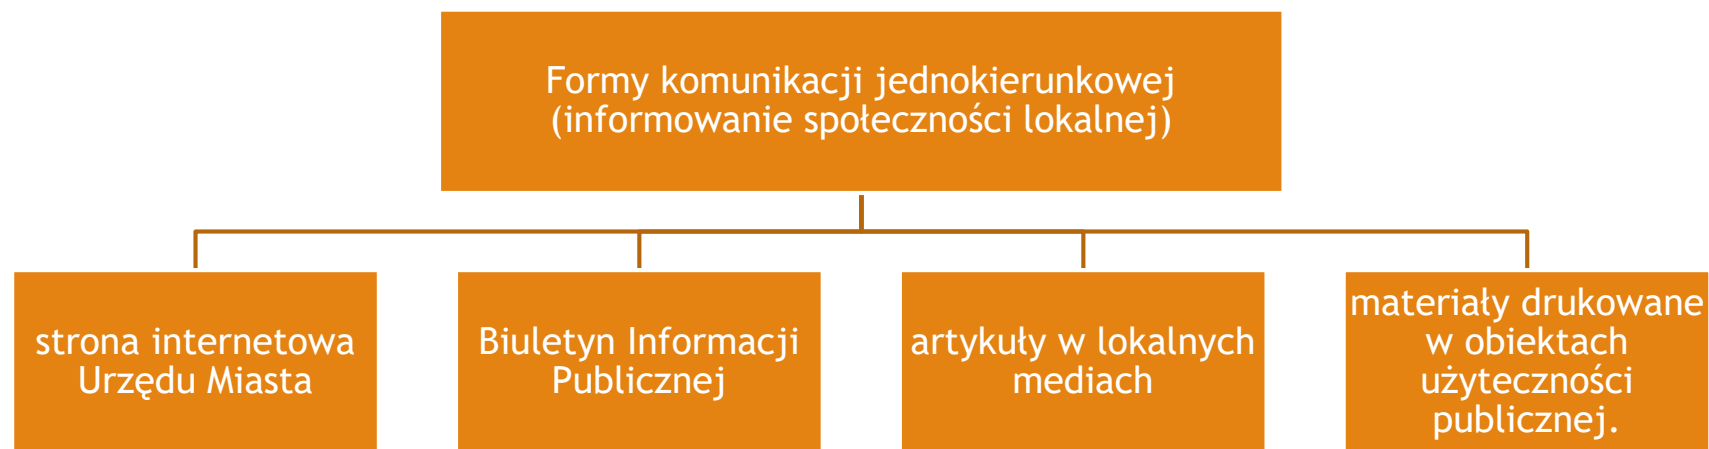 Formy komunikacji jednokierunkowej
(informowanie społeczności lokalnej)
strona internetowa
Urzędu Miasta
Biuletyn Informacji
Publicznej
artykuły w lokalnych
mediach
materiały drukowane
w obiektach
użyteczności
publicznej.